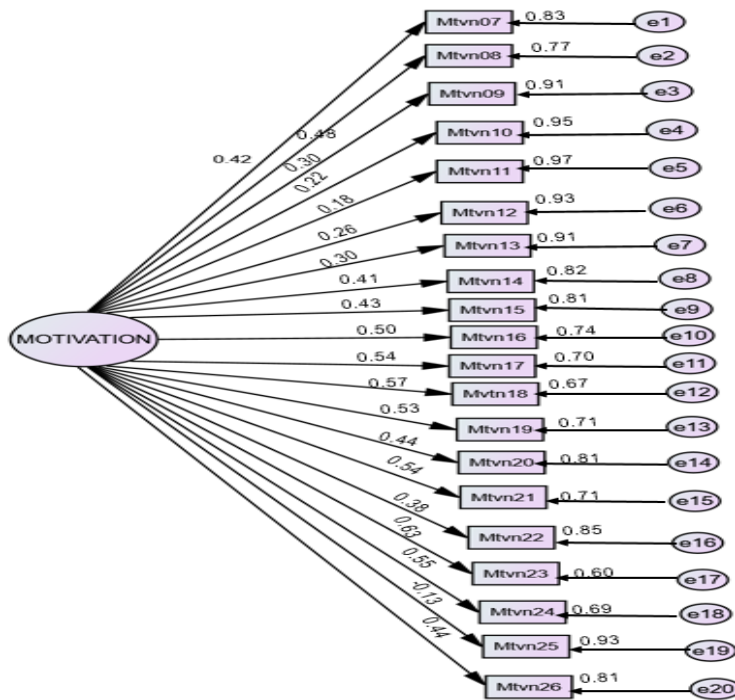 Mtvn07 0.83 e1
Mtvn08 0.77 e2
Mtvn09 0.91 e3
Mtvn10 0.95 e4
Mtvn11 0.97 e5
Mtvn12 0.93 e6
Mtvn13 0.91 e7
Mtvn14 0.82 e8
Mtvn15 0.81 e9
Mtvn16 0.74 e10
Mtvn17 0.70 e11
Mvtn18 0.67 e12
Mtvn19 0.71 e13
Mtvn20 0.81 e14
Mtvn21 0.71 e15
Mtvn22 0.85 e16
Mtvn23 0.60 e17
Mtvn24 0.69 e18
Mtvn25 0.93 e19
Mtvn26 0.81 e20
MOTIVATION
0.42
0.48
0.30
0.22
0.18
0.26
0.30
0.41
0.43
0.50
0.54
0.57
0.53
0.44
0.54
0.38
0.63
0.55
-0.13
0.44